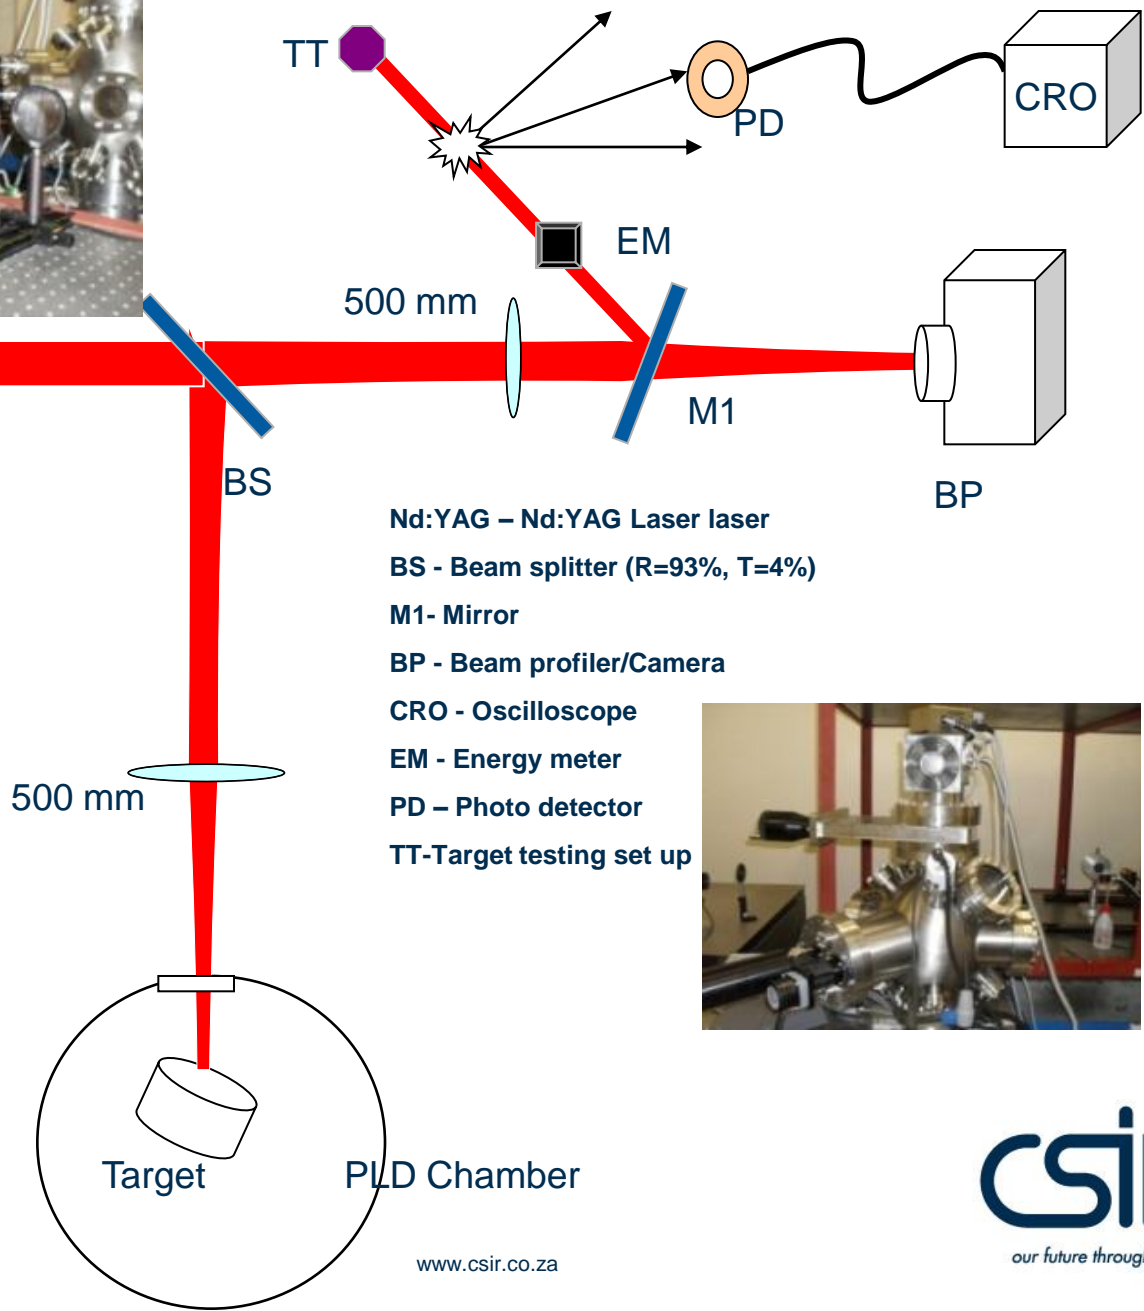 TT
PD
CRO
EM
500 mm
M1
BS
BP
Nd:YAG – Nd:YAG Laser laser
BS - Beam splitter (R=93%, T=4%)
M1- Mirror
BP - Beam profiler/Camera
CRO - Oscilloscope
EM - Energy meter
PD – Photo detector
TT-Target testing set up
500 mm
Target
PLD Chamber
csi
our future throug
www.csir.co.za